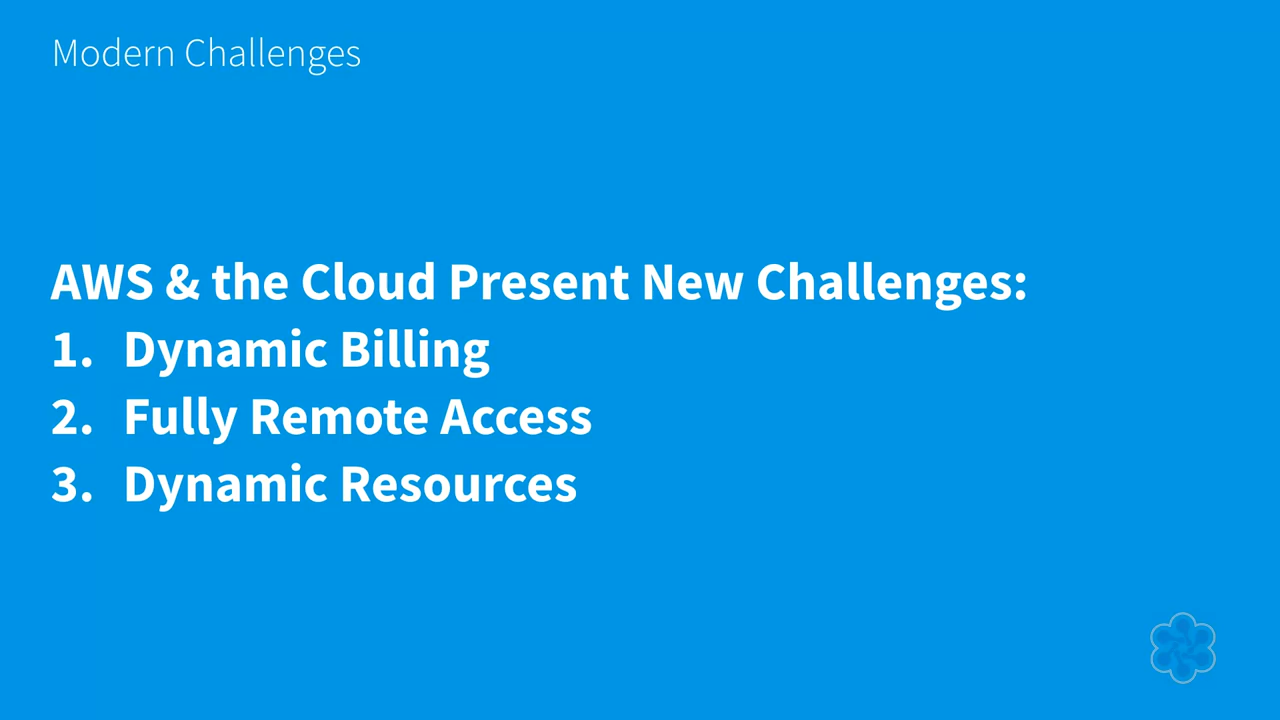 Modern Challenges
AWS & the Cloud Present New Challenges:
1. Dynamic Billing
2. Fully Remote Access
3. Dynamic Resources